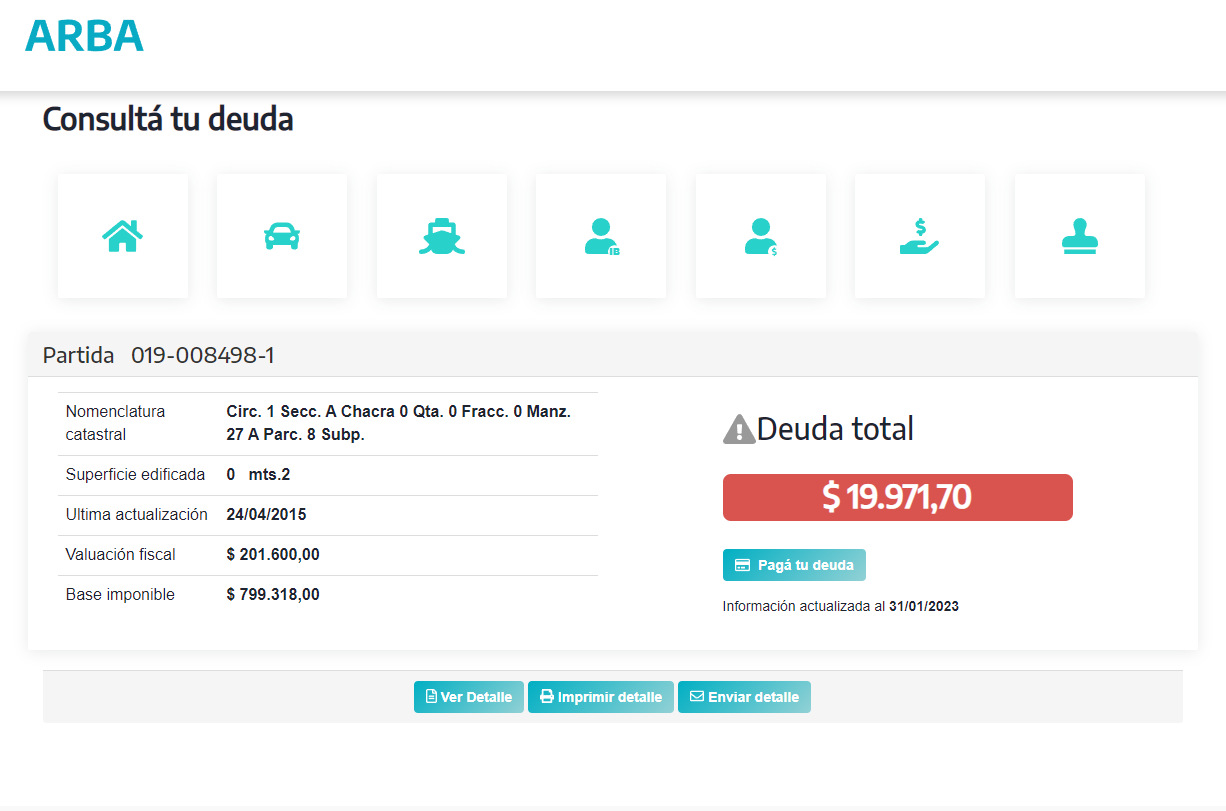 ARBA
Consultá tu deuda
IB
$
$
Partida 019-008498-1
Nomenclatura catastral
Circ. 1 Secc. A Chacra 0 Qta. 0 Fracc. 0 Manz.
27 A Parc. 8 Subp.
Superficie edificada 0 mts.2
Ultima actualización 24/04/2015
Valuación fiscal $ 201.600,00
Base imponible $ 799.318,00
Deuda total
$ 19.971,70
Pagá tu deuda
Información actualizada al 31/01/2023
Ver Detalle Imprimir detalle Enviar detalle